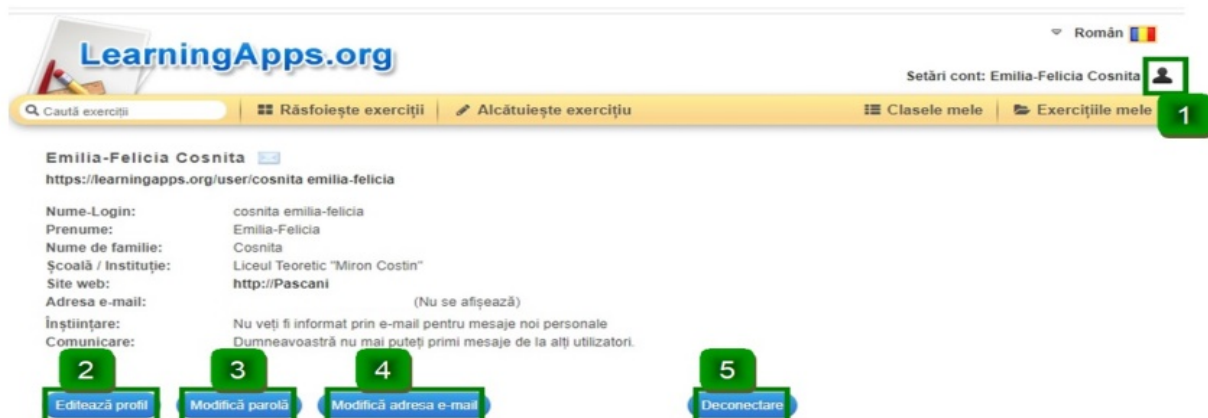 Român
LearningApps.org
Setări cont: Emilia-Felicia Cosnita
1
Caută exerciții
Răsfoiește exerciții
Alcătuiește exercițiu
Clasele mele
Exercițiile mele
Emilia-Felicia Cosnita
https://learningapps.org/user/cosnita emilia-felicia
Nume-Login: cosnita emilia-felicia
Prenume: Emilia-Felicia
Nume de familie: Cosnita
Școală / Instituție: Liceul Teoretic "Miron Costin"
Site web: http://Pascani
Adresa e-mail: (Nu se afișează)
Înștiințare: Nu veți fi informat prin e-mail pentru mesaje noi personale
Comunicare: Dumneavoastră nu mai puteți primi mesaje de la alți utilizatori.
2 3 4 5
Editează profil Modifică parolă Modifică adresa e-mail Deconectare